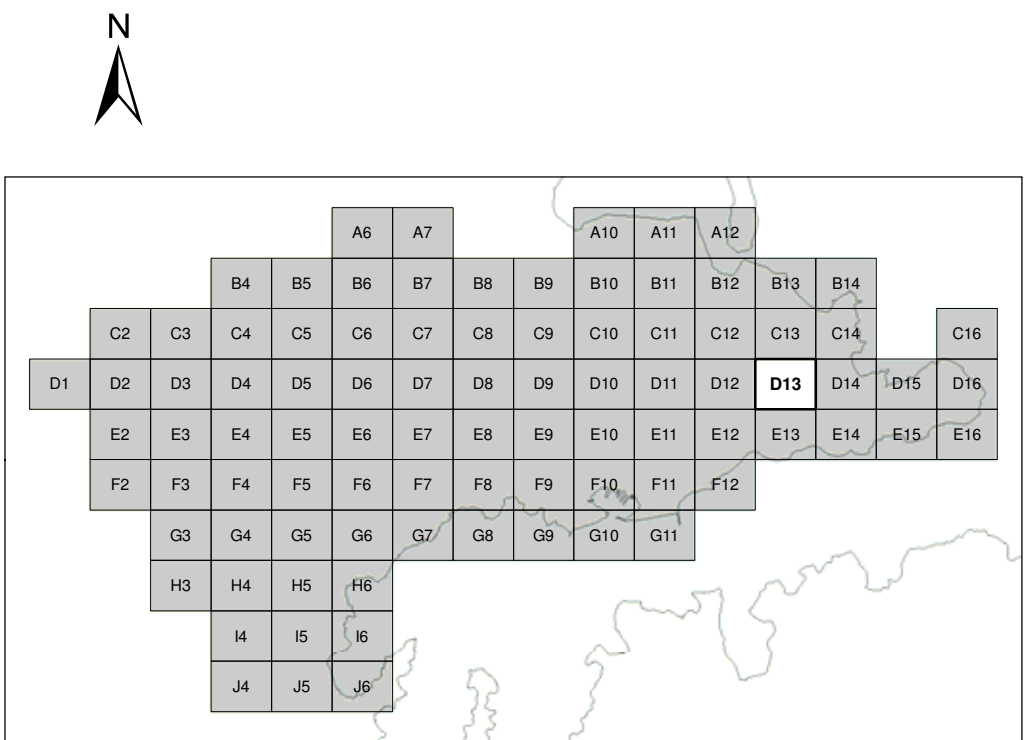 N
A6 A7 A10 A11 A12
B4 B5 B6 B7 B8 B9 B10 B11 B12 B13 B14
C2 C3 C4 C5 C6 C7 C8 C9 C10 C11 C12 C13 C14 C16
D1 D2 D3 D4 D5 D6 D7 D8 D9 D10 D11 D12 D13 D14 D15 D16
E2 E3 E4 E5 E6 E7 E8 E9 E10 E11 E12 E13 E14 E15 E16
F2 F3 F4 F5 F6 F7 F8 F9 F10 F11 F12
G3 G4 G5 G6 G7 G8 G9 G10 G11
H3 H4 H5 H6
I4 I5 I6
J4 J5 J6